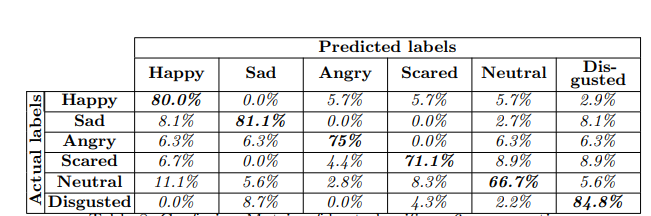 Predicted labels
Happy Sad Angry Scared Neutral Dis-
gusted
Actual labels
Happy 80.0% 0.0% 5.7% 5.7% 5.7% 2.9%
Sad 8.1% 81.1% 0.0% 0.0% 2.7% 8.1%
Angry 6.3% 6.3% 75% 0.0% 6.3% 6.3%
Scared 6.7% 0.0% 4.4% 71.1% 8.9% 8.9%
Neutral 11.1% 5.6% 2.8% 8.3% 66.7% 5.6%
Disgusted 0.0% 8.7% 0.0% 4.3% 2.2% 84.8%